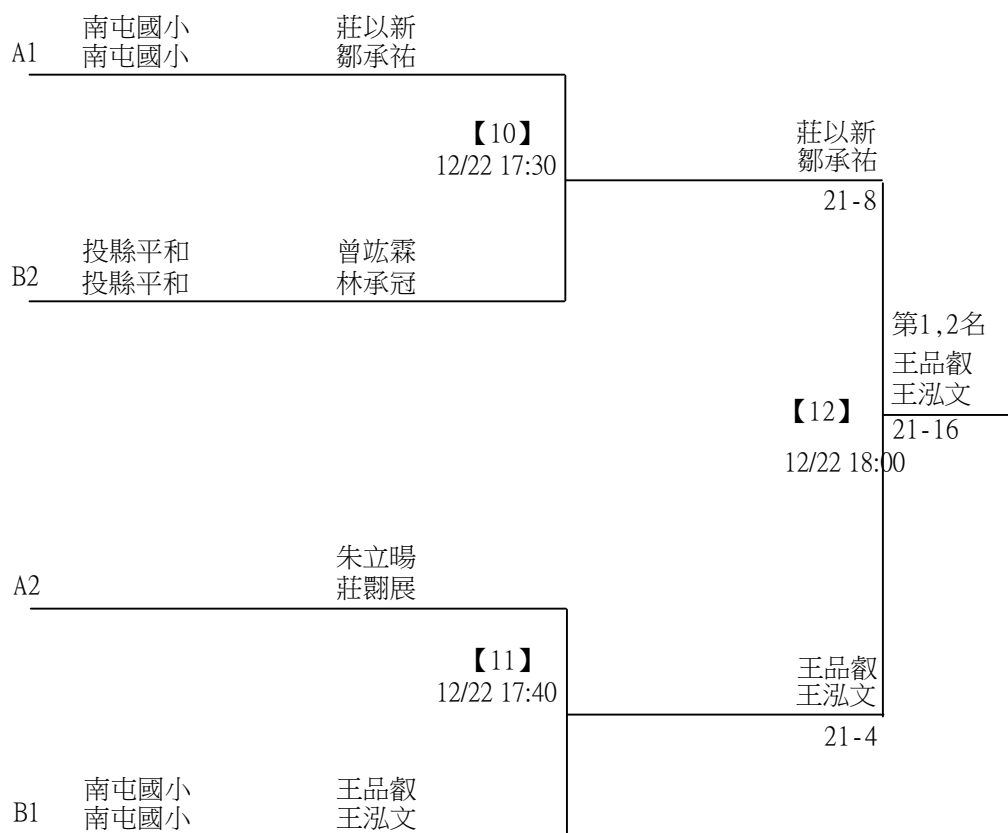 南屯國小 莊以新
A1 南屯國小 鄒承祐
【10】
12/22 17:30
莊以新
鄒承祐
21-8
投縣平和 曾竑霖
B2 投縣平和 林承冠
第1,2名
王品叡
王泓文
【12】
21-16
12/22 18:00
朱立暘
A2 莊翾展
【11】
12/22 17:40
王品叡
王泓文
21-4
南屯國小 王品叡
B1 南屯國小 王泓文